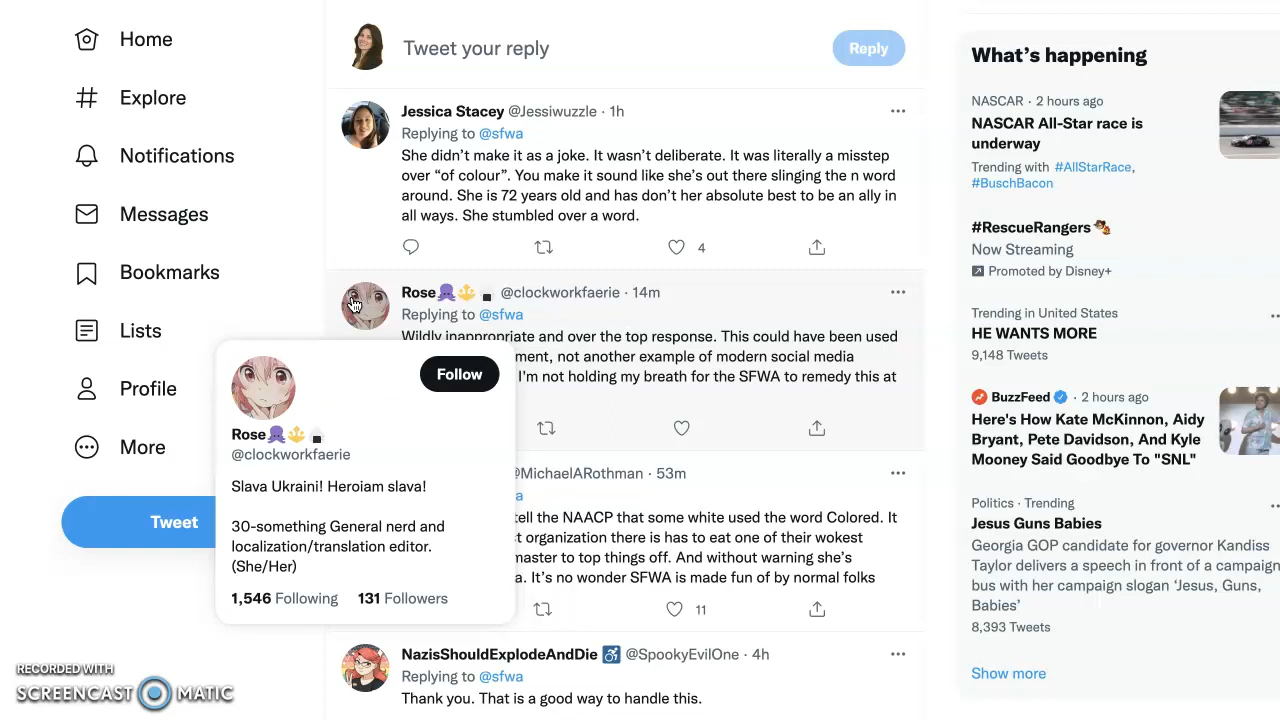 Home
Explore
Notifications
Messages
Bookmarks
Lists
Profile
More
Tweet
Tweet your reply
Reply
Jessica Stacey @Jessiwuzzle · 1h
Replying to @sfwa
She didn't make it as a joke. It wasn't deliberate. It was literally a misstep
over "of colour". You make it sound like she's out there slinging the n word
around. She is 72 years old and has don't her absolute best to be an ally in
all ways. She stumbled over a word.
4
Rose @clockworkfaerie · 14m
Replying to @sfwa
Wildly inappropriate and over the top response. This could have been used
ment, not another example of modern social media
I'm not holding my breath for the SFWA to remedy this at
Follow
Rose
@clockworkfaerie
Slava Ukraini! Heroiam slava!
30-something General nerd and
localization/translation editor.
(She/Her)
1,546 Following 131 Followers
@MichaelARothman · 53m
tell the NAACP that some white used the word Colored. It
organization there is has to eat one of their wokest
master to top things off. And without warning she's
a. It's no wonder SFWA is made fun of by normal folks
11
NazisShouldExplodeAndDie @SpookyEvilOne · 4h
Replying to @sfwa
Thank you. That is a good way to handle this.
What's happening
NASCAR · 2 hours ago
NASCAR All-Star race is
underway
Trending with #AllStarRace,
#BuschBacon
#RescueRangers
Now Streaming
Promoted by Disney+
Trending in United States
HE WANTS MORE
9,148 Tweets
BuzzFeed · 2 hours ago
Here's How Kate McKinnon, Aidy
Bryant, Pete Davidson, And Kyle
Mooney Said Goodbye To "SNL"
Politics · Trending
Jesus Guns Babies
Georgia GOP candidate for governor Kandiss
Taylor delivers a speech in front of a campaign
bus with her campaign slogan 'Jesus, Guns,
Babies'
8,393 Tweets
Show more
RECORDED WITH
SCREENCAST MATIC